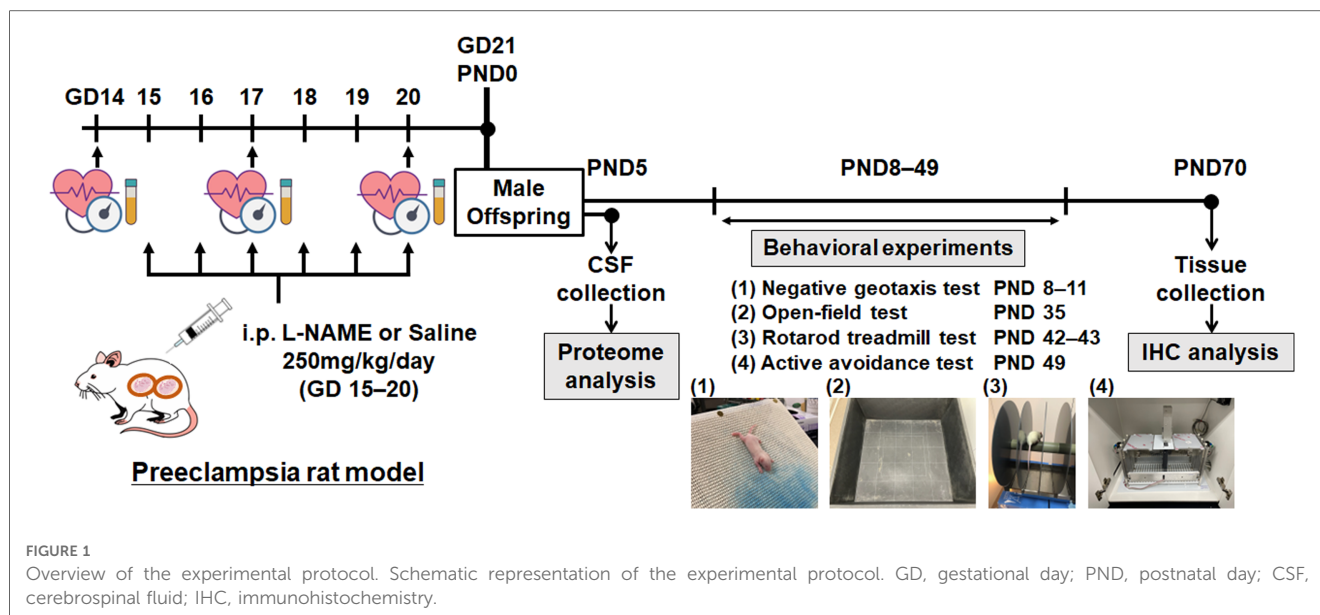 GD21
PND0
GD14 15 16 17 18 19 20
Male
Offspring
PND5
PND8–49
PND70
i.p. L-NAME or Saline
250mg/kg/day
(GD 15–20)
Preeclampsia rat model
CSF
collection
Proteome
analysis
Behavioral experiments
(1) Negative geotaxis test PND 8–11
(2) Open-field test PND 35
(3) Rotarod treadmill test PND 42–43
(4) Active avoidance test PND 49
Tissue
collection
IHC analysis
(1) (2) (3) (4)
FIGURE 1
Overview of the experimental protocol. Schematic representation of the experimental protocol. GD, gestational day; PND, postnatal day; CSF,
cerebrospinal fluid; IHC, immunohistochemistry.